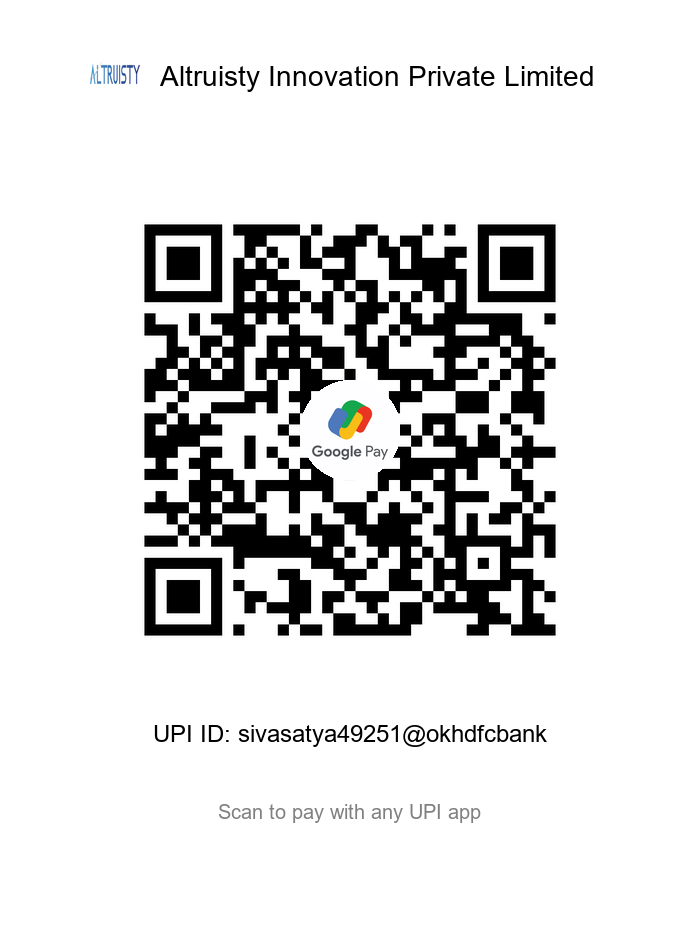 ALTRUISTY Altruisty Innovation Private Limited
Google Pay
UPI ID: sivasatya49251@okhdfcbank
Scan to pay with any UPI app